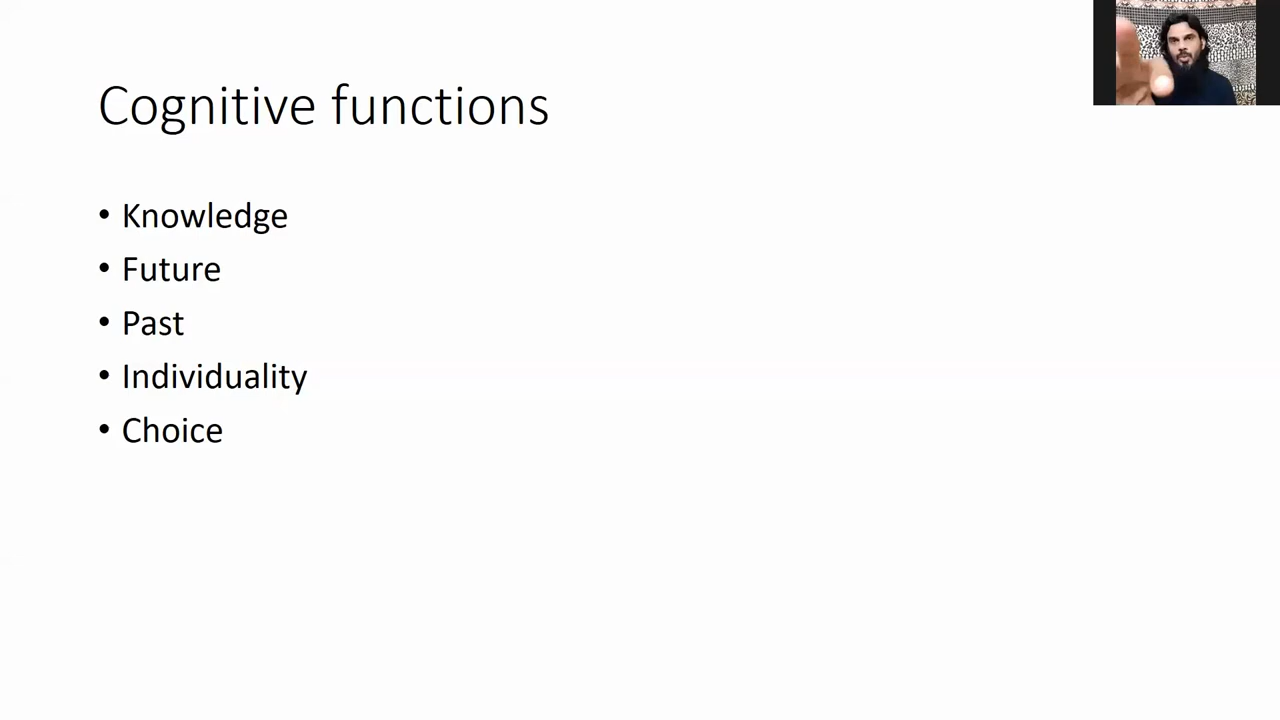 Cognitive functions
• Knowledge
• Future
• Past
• Individuality
• Choice